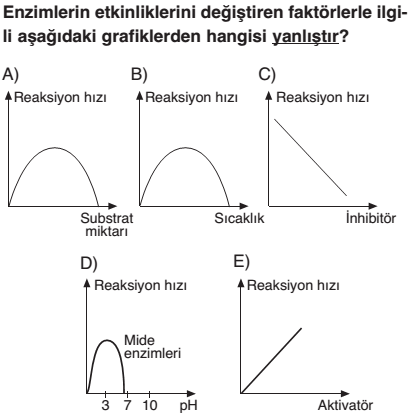 Enzimlerin etkinliklerini değiştiren faktörlerle ilgi-
li aşağıdaki grafiklerden hangisi yanlıştır?
A)
Reaksiyon hızı
Substrat
miktarı
B)
Reaksiyon hızı
Sıcaklık
C)
Reaksiyon hızı
İnhibitör
D)
Reaksiyon hızı
Mide
enzimleri
3 7 10 pH
E)
Reaksiyon hızı
Aktivatör